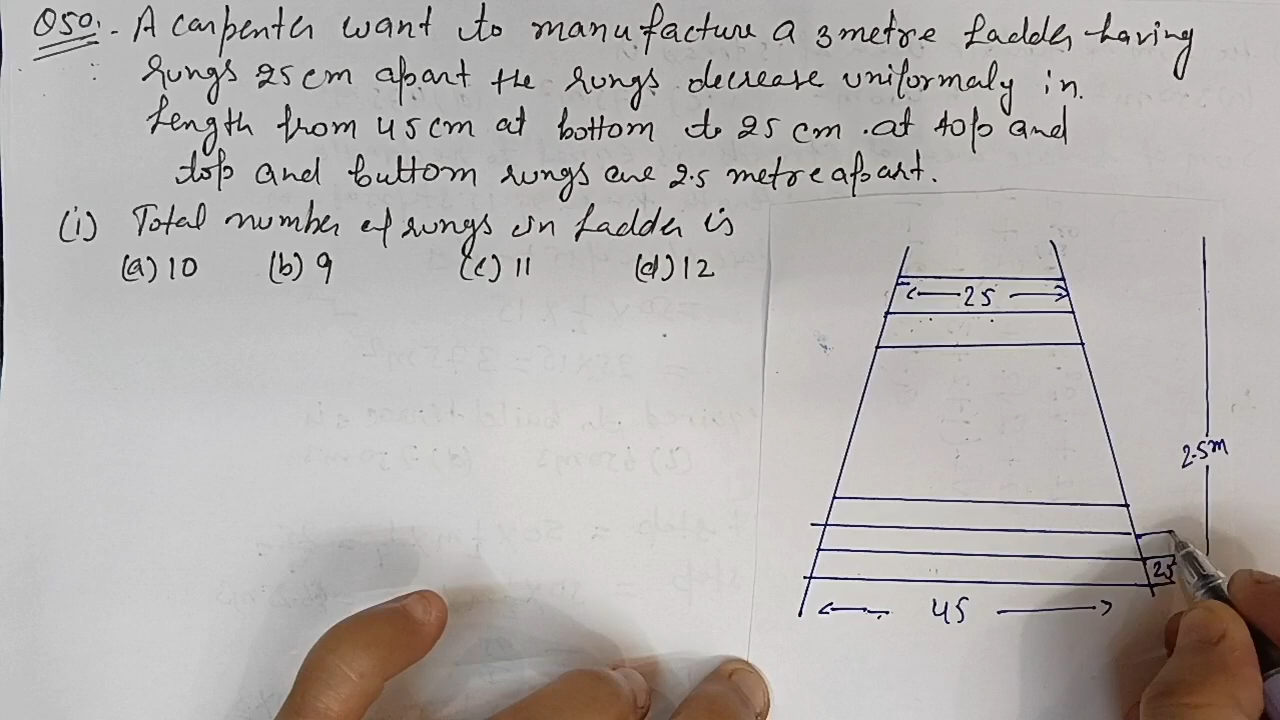 Q50. - A carpenter want to manufacture a 3 metre ladder having
rungs 25 cm apart the rungs decrease uniformaly in
length from 45 cm at bottom to 25 cm . at top and
top and buttom rungs are 2.5 metre apart.
(i) Total number of rungs in ladder is
(a) 10 (b) 9 (c) 11 (d) 12
25
2.5m
25
45